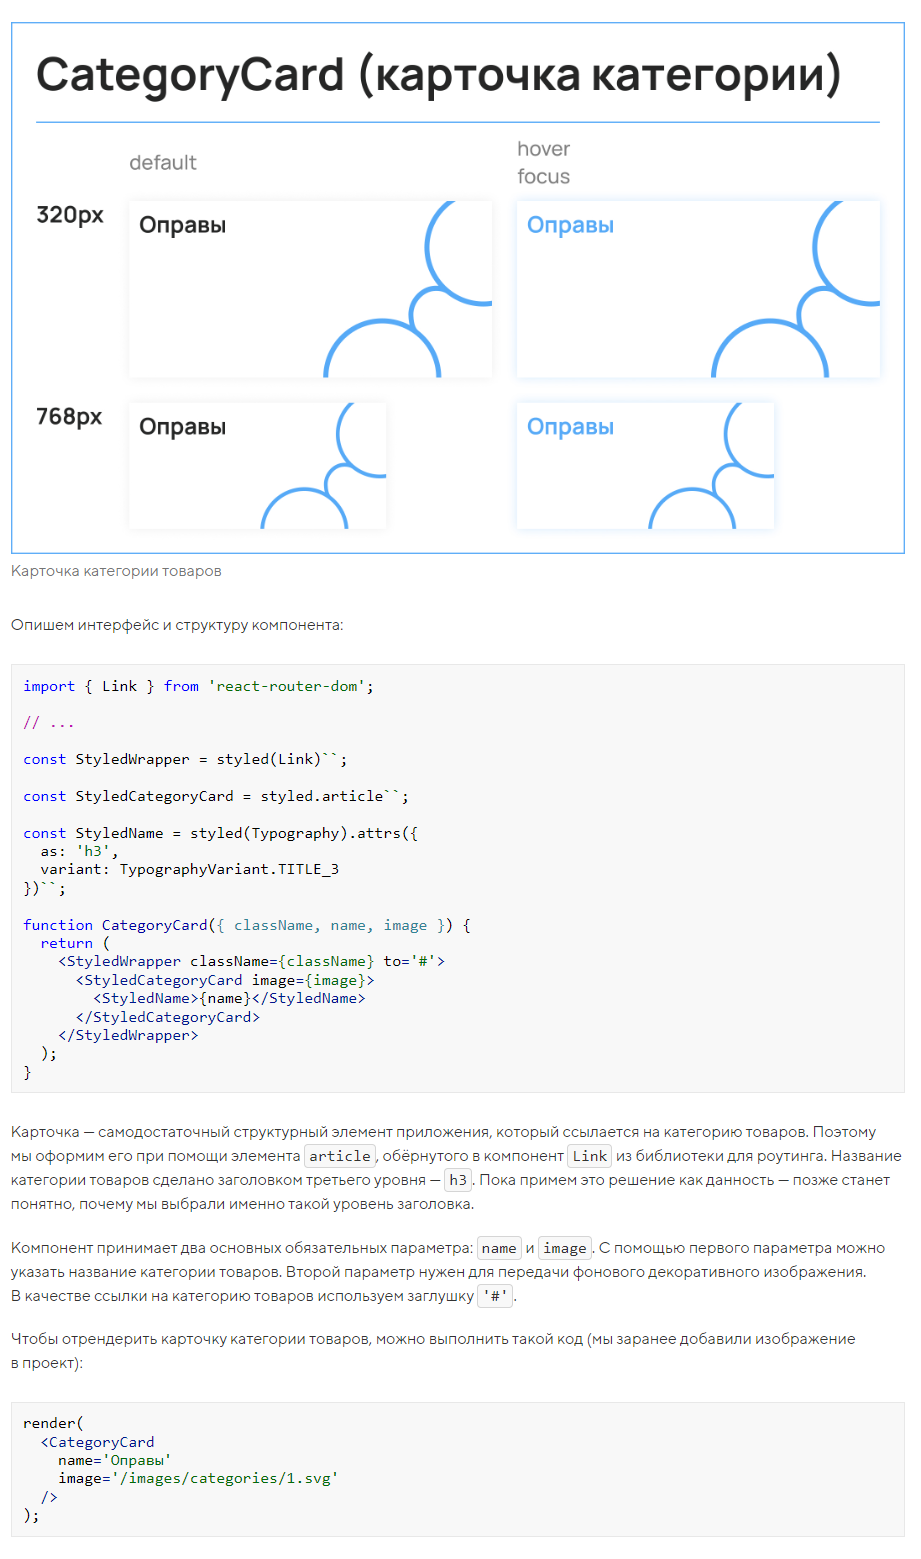 CategoryCard (карточка категории)
default
hover
focus
320px
Оправы
Оправы
768px
Оправы
Оправы
Карточка категории товаров
Опишем интерфейс и структуру компонента:
import { Link } from 'react-router-dom';
// ...
const StyledWrapper = styled(Link)``;
const StyledCategoryCard = styled.article``;
const StyledName = styled(Typography).attrs({
  as: 'h3',
  variant: TypographyVariant.TITLE_3
})``;
function CategoryCard({ className, name, image }) {
  return (
    <StyledWrapper className={className} to='#'>
      <StyledCategoryCard image={image}>
        <StyledName>{name}</StyledName>
      </StyledCategoryCard>
    </StyledWrapper>
  );
}
Карточка — самодостаточный структурный элемент приложения, который ссылается на категорию товаров. Поэтому
мы оформим его при помощи элемента article, обёрнутого в компонент Link из библиотеки для роутинга. Название
категории товаров сделано заголовком третьего уровня — h3. Пока примем это решение как данность — позже станет
понятно, почему мы выбрали именно такой уровень заголовка.
Компонент принимает два основных обязательных параметра: name и image. С помощью первого параметра можно
указать название категории товаров. Второй параметр нужен для передачи фонового декоративного изображения.
В качестве ссылки на категорию товаров используем заглушку '#'.
Чтобы отрендерить карточку категории товаров, можно выполнить такой код (мы заранее добавили изображение
в проект):
render(
  <CategoryCard
    name='Оправы'
    image='/images/categories/1.svg'
  />
);